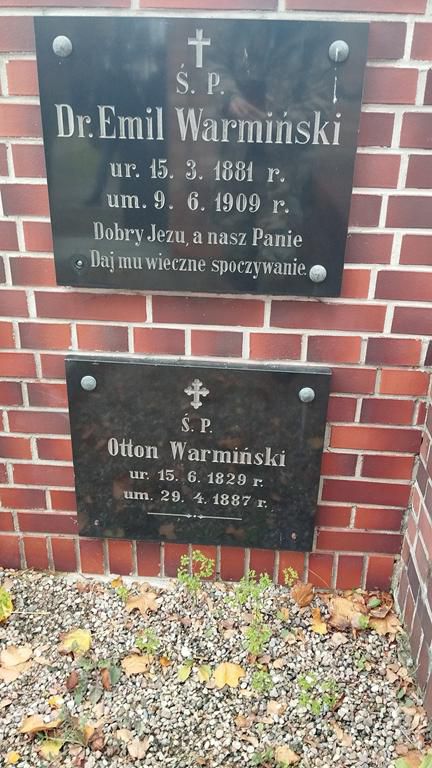 Ś. P.
Dr. Emil Warmiński
ur. 15. 3. 1881 r.
um. 9. 6. 1909 r.
Dobry Jezu, a nasz Panie
Daj mu wieczne spoczywanie.
Ś. P.
Otton Warmiński
ur. 15. 6. 1829 r.
um. 29. 4. 1887 r.